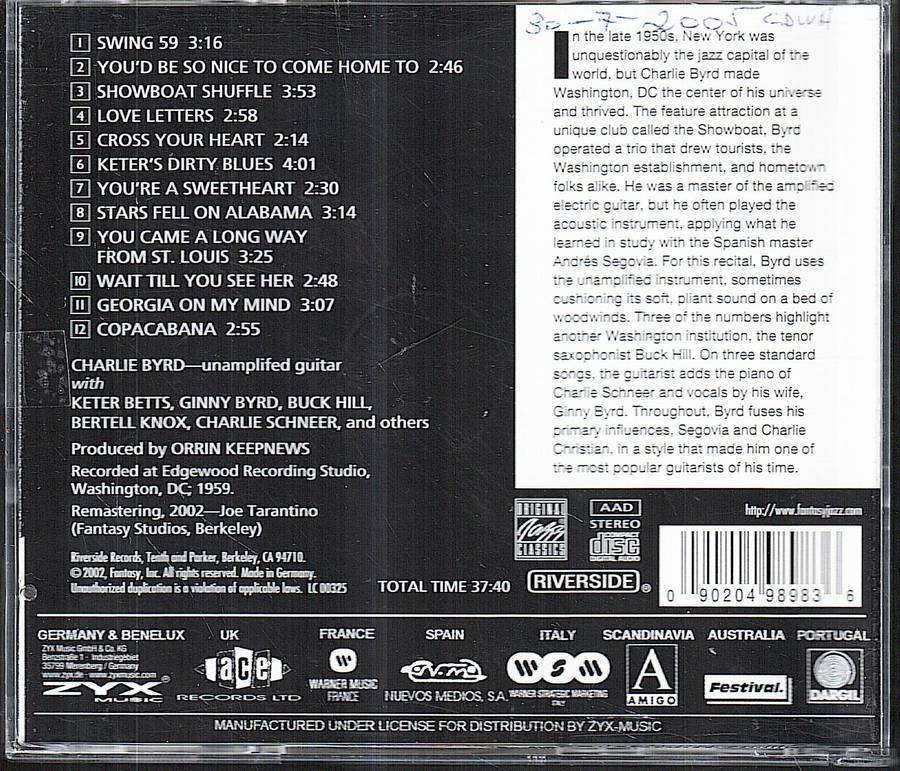 1 SWING 59 3:16
2 YOU'D BE SO NICE TO COME HOME TO 2:46
3 SHOWBOAT SHUFFLE 3:53
4 LOVE LETTERS 2:58
5 CROSS YOUR HEART 2:14
6 KETER'S DIRTY BLUES 4:01
7 YOU'RE A SWEETHEART 2:30
8 STARS FELL ON ALABAMA 3:14
9 YOU CAME A LONG WAY
FROM ST. LOUIS 3:25
10 WAIT TILL YOU SEE HER 2:48
11 GEORGIA ON MY MIND 3:07
12 COPACABANA 2:55
CHARLIE BYRD—unamplifed guitar
with
KETER BETTS, GINNY BYRD, BUCK HILL,
BERTELL KNOX, CHARLIE SCHNEER, and others
Produced by ORRIN KEEPNEWS
Recorded at Edgewood Recording Studio,
Washington, DC; 1959.
Remastering, 2002—Joe Tarantino
(Fantasy Studios, Berkeley)
Riverside Records, Tenth and Parker, Berkeley, CA 94710.
©2002, Fantasy, Inc. All rights reserved. Made in Germany.
Unauthorized duplication is a violation of applicable laws. LC 00325
TOTAL TIME 37:40
30-7-2005 CDWH
In the late 1950s, New York was
unquestionably the jazz capital of the
world, but Charlie Byrd made
Washington, DC the center of his universe
and thrived. The feature attraction at a
unique club called the Showboat, Byrd
operated a trio that drew tourists, the
Washington establishment, and hometown
folks alike. He was a master of the amplified
electric guitar, but he often played the
acoustic instrument, applying what he
learned in study with the Spanish master
Andrés Segovia. For this recital, Byrd uses
the unamplified instrument, sometimes
cushioning its soft, pliant sound on a bed of
woodwinds. Three of the numbers highlight
another Washington institution, the tenor
saxophonist Buck Hill. On three standard
songs, the guitarist adds the piano of
Charlie Schneer and vocals by his wife,
Ginny Byrd. Throughout, Byrd fuses his
primary influences, Segovia and Charlie
Christian, in a style that made him one of
the most popular guitarists of his time.
ORIGINAL
Jazz
CLASSICS
AAD
STEREO
COMPACT
disc
DIGITAL AUDIO
RIVERSIDE®
http://www.fantasyjazz.com
0 90204 98983 6
GERMANY & BENELUX
ZYX Music GmbH & Co. KG
Benzstraße 1 - Industriegebiet
35799 Merenberg / Germany
www.zyx.de www.zyxmusic.com
ZYX®
MUSIC
UK
ace
RECORDS LTD
FRANCE
WARNER MUSIC
FRANCE
SPAIN
NUEVOS MEDIOS, S.A.
ITALY
WSM
WARNER STRATEGIC MARKETING
ITALY
SCANDINAVIA
A
AMIGO
AUSTRALIA
Festival.
PORTUGAL
DARGIL
MANUFACTURED UNDER LICENSE FOR DISTRIBUTION BY ZYX-MUSIC